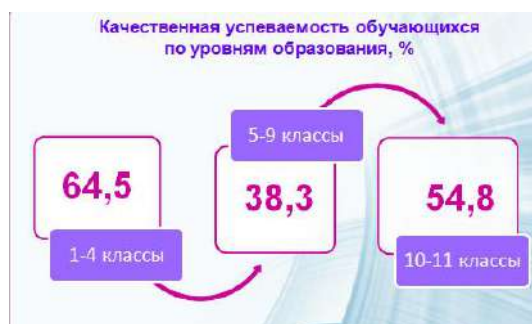 Качественная успеваемость обучающихся
по уровням образования, %
64,5
1-4 классы
5-9 классы
38,3
54,8
10-11 классы